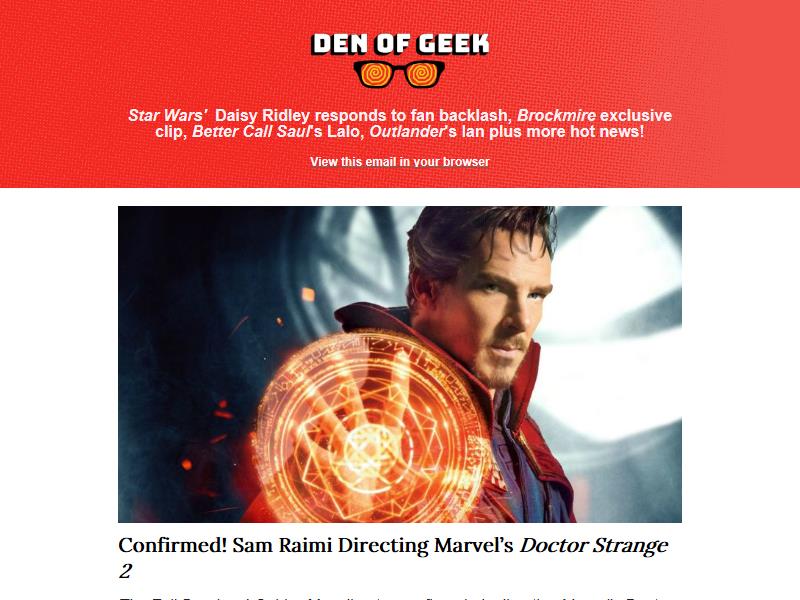 DEN OF GEEK
Star Wars' Daisy Ridley responds to fan backlash, Brockmire exclusive
clip, Better Call Saul's Lalo, Outlander's Ian plus more hot news!
View this email in your browser
Confirmed! Sam Raimi Directing Marvel’s Doctor Strange
2